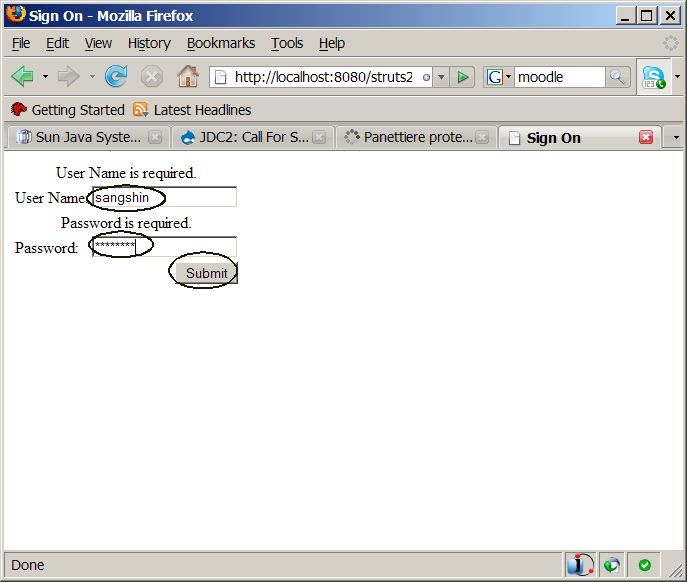 Sign On - Mozilla Firefox
File Edit View History Bookmarks Tools Help
http://localhost:8080/struts2 G moodle
Getting Started Latest Headlines
Sun Java Syste... JDC2: Call For S... Panettiere prote... Sign On
User Name is required.
User Name: sangshin
Password is required.
Password: ********
Submit
Done